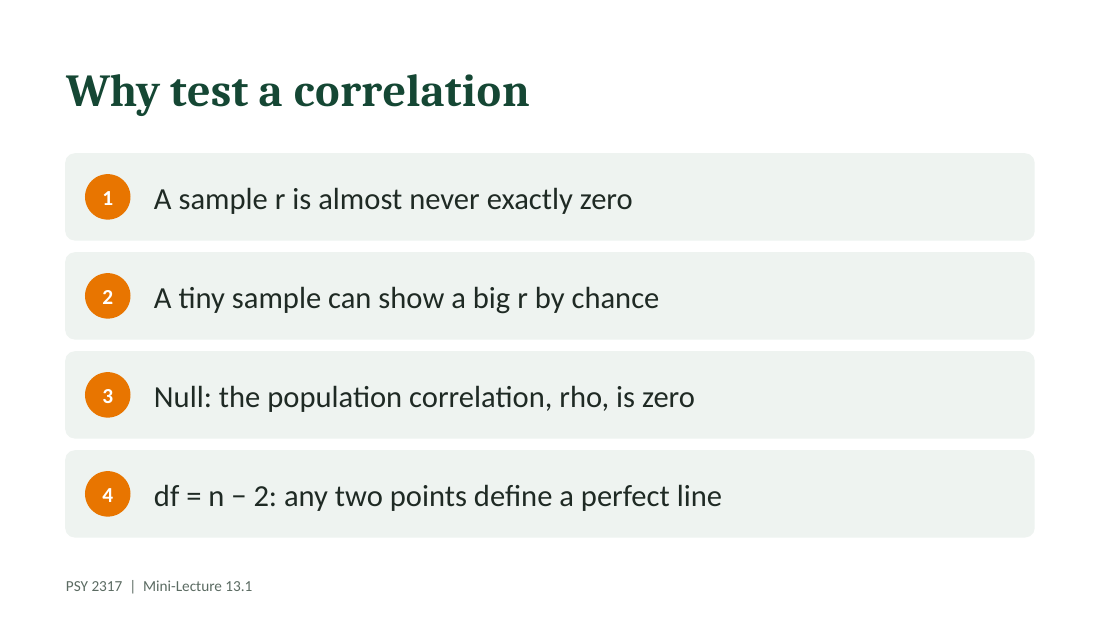 Why test a correlation
1 A sample r is almost never exactly zero
2 A tiny sample can show a big r by chance
3 Null: the population correlation, rho, is zero
4 df = n − 2: any two points define a perfect line
PSY 2317 | Mini-Lecture 13.1